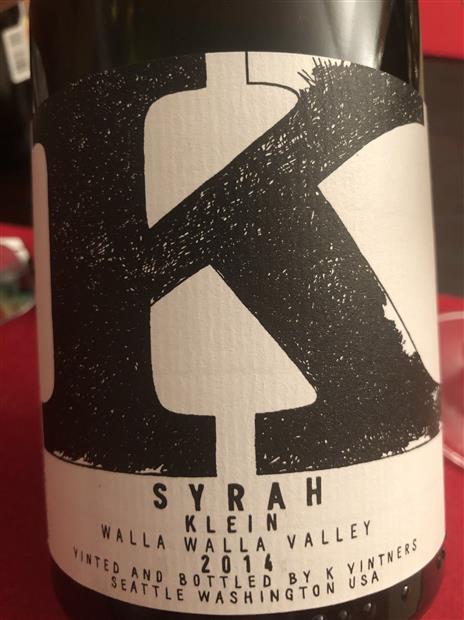 K
SYRAH
KLEIN
WALLA WALLA VALLEY
2014
VINTED AND BOTTLED BY K VINTNERS
SEATTLE WASHINGTON USA